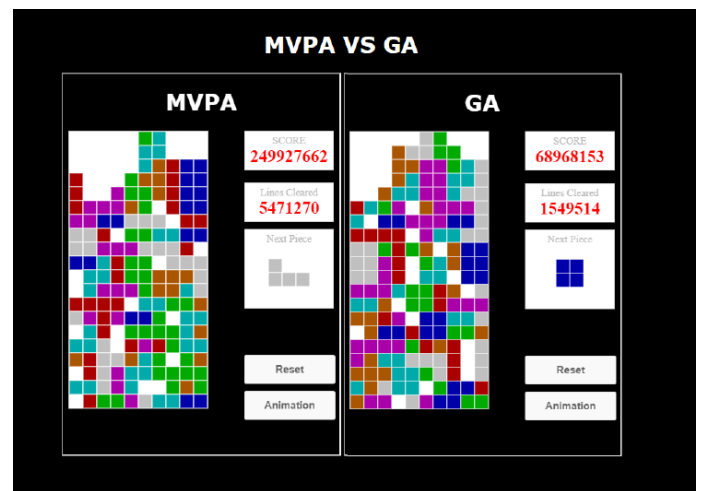 MVPA VS GA
MVPA
SCORE
249927662
Lines Cleared
5471270
Next Piece
Reset
Animation
GA
SCORE
68968153
Lines Cleared
1549514
Next Piece
Reset
Animation